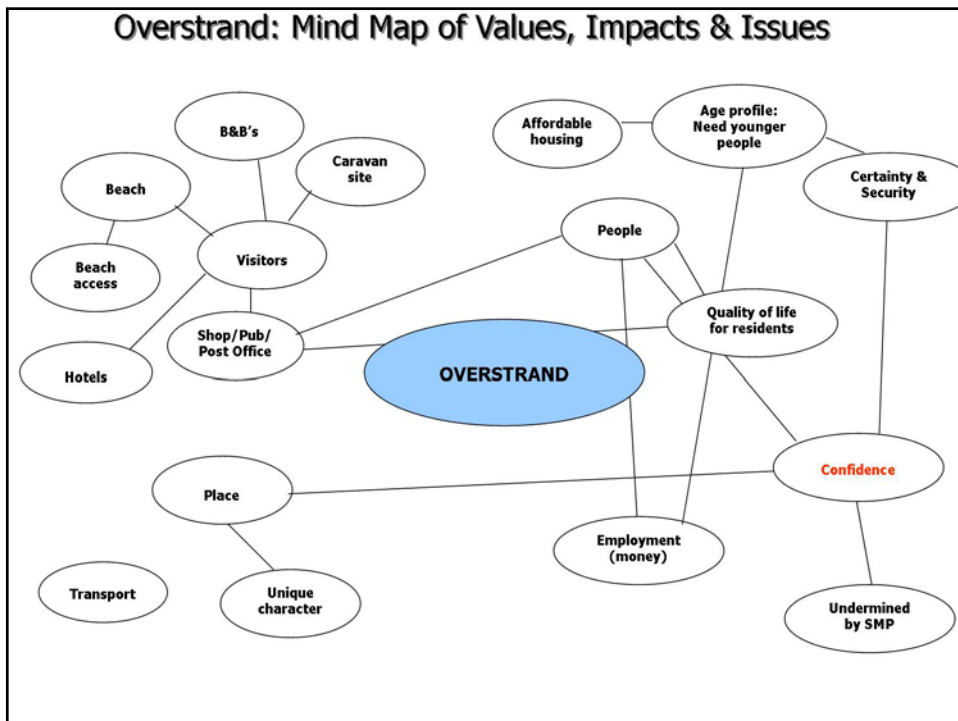 Overstrand: Mind Map of Values, Impacts & Issues
B&B's
Affordable
housing
Age profile:
Need younger
people
Caravan
site
Beach
Certainty &
Security
People
Visitors
Beach
access
Quality of life
for residents
Shop/Pub/
Post Office
Hotels
OVERSTRAND
Confidence
Place
Employment
(money)
Transport
Unique
character
Undermined
by SMP